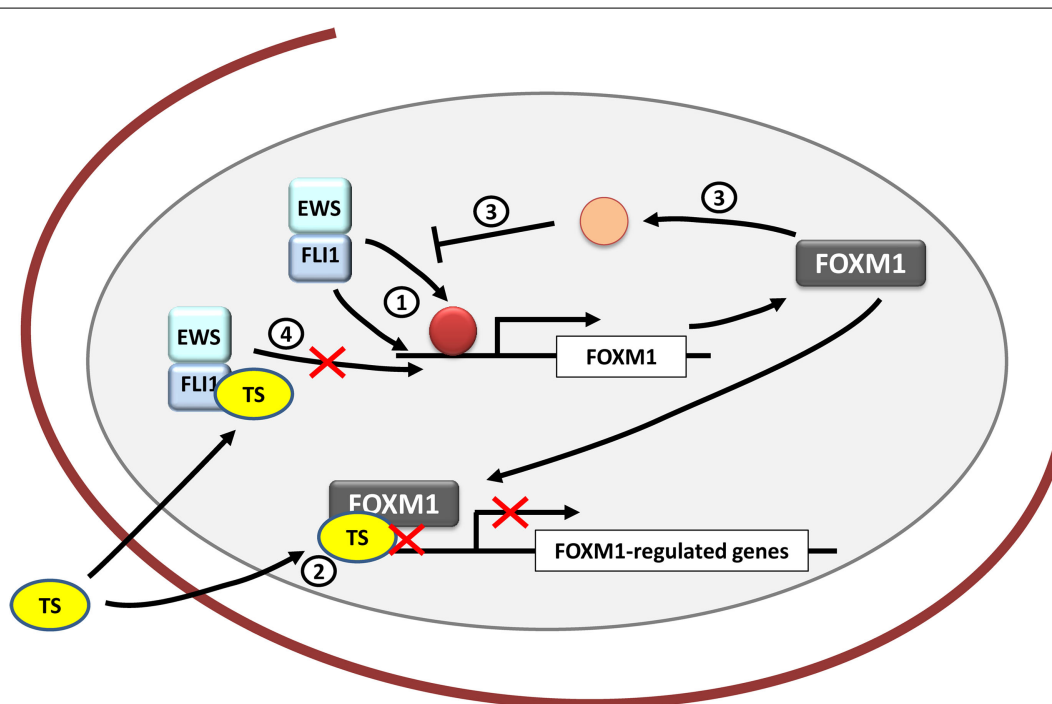 EWS
FLI1
3
3
FOXM1
1
EWS
FLI1
TS
4
FOXM1
FOXM1
TS
2
FOXM1-regulated genes
TS